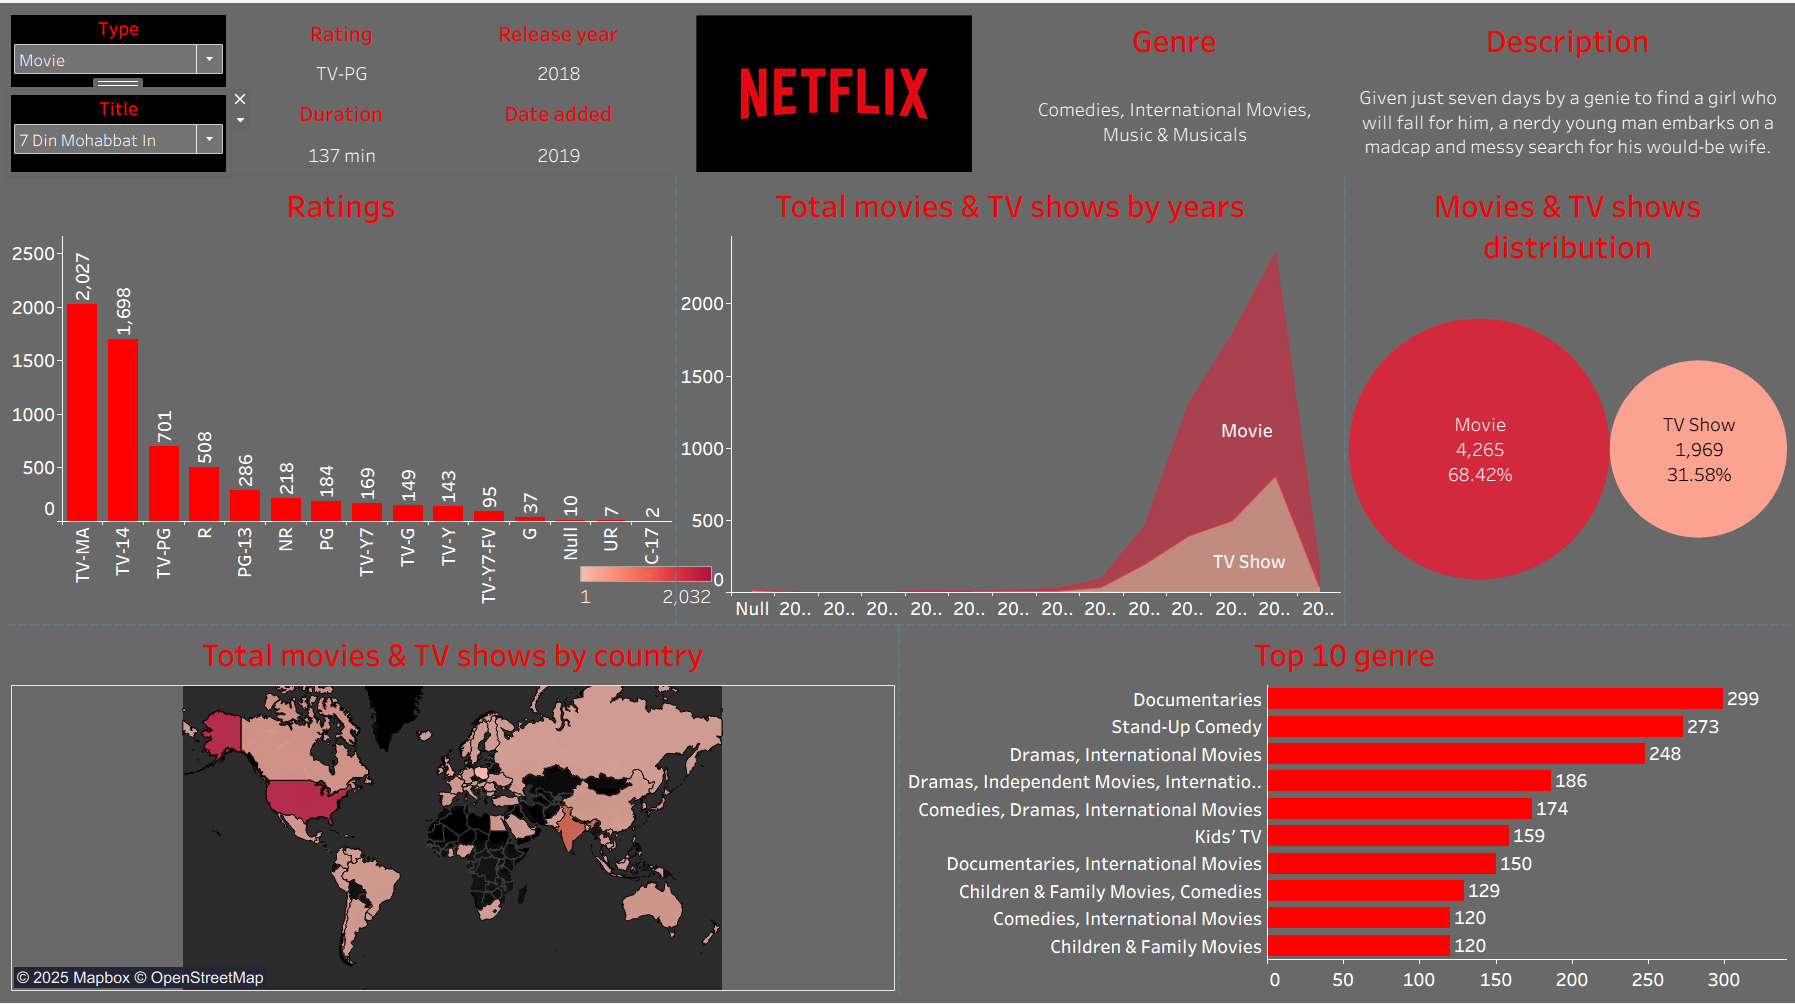 Type
Movie
Title
7 Din Mohabbat In
Rating
TV-PG
Release year
2018
Duration
137 min
Date added
2019
NETFLIX
Genre
Comedies, International Movies,
Music & Musicals
Description
Given just seven days by a genie to find a girl who
will fall for him, a nerdy young man embarks on a
madcap and messy search for his would-be wife.
Ratings
2500
2000
1500
1000
500
0
2,027
1,698
701
508
286
218
184
169
149
143
95
37
10
7
2
TV-MA
TV-14
TV-PG
R
PG-13
NR
PG
TV-Y7
TV-G
TV-Y
TV-Y7-FV
G
Null
UR
C-17
1
2,032
Total movies & TV shows by years
2000
1500
1000
500
0
Movie
TV Show
Null 20.. 20.. 20.. 20.. 20.. 20.. 20.. 20.. 20.. 20.. 20.. 20.. 20..
Movies & TV shows
distribution
Movie
4,265
68.42%
TV Show
1,969
31.58%
Total movies & TV shows by country
© 2025 Mapbox © OpenStreetMap
Top 10 genre
Documentaries 299
Stand-Up Comedy 273
Dramas, International Movies 248
Dramas, Independent Movies, Internatio.. 186
Comedies, Dramas, International Movies 174
Kids' TV 159
Documentaries, International Movies 150
Children & Family Movies, Comedies 129
Comedies, International Movies 120
Children & Family Movies 120
0 50 100 150 200 250 300